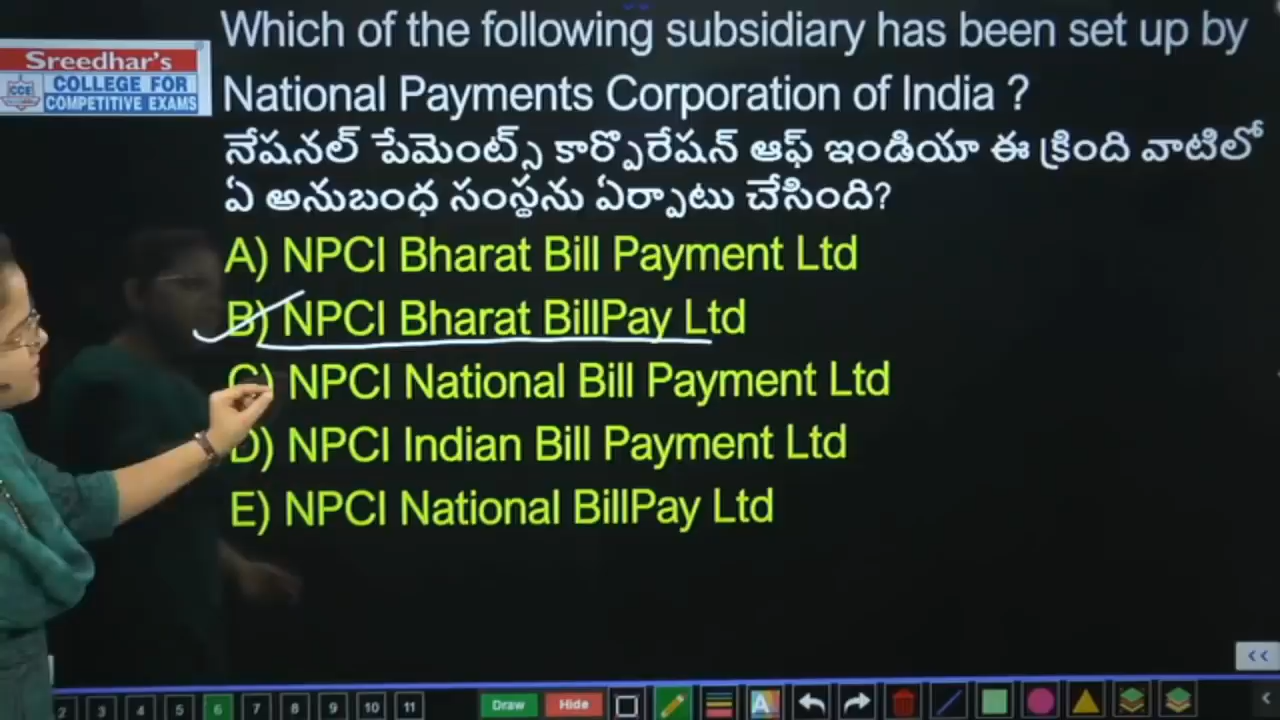 Sreedhar's
CCE
COLLEGE FOR
COMPETITIVE EXAMS
Which of the following subsidiary has been set up by
National Payments Corporation of India ?
నేషనల్ పేమెంట్స్ కార్పొరేషన్ ఆఫ్ ఇండియా ఈ క్రింది వాటిలో
ఏ అనుబంధ సంస్థను ఏర్పాటు చేసింది?
A) NPCI Bharat Bill Payment Ltd
B) NPCI Bharat BillPay Ltd
C) NPCI National Bill Payment Ltd
D) NPCI Indian Bill Payment Ltd
E) NPCI National BillPay Ltd
<<
2 3 4 5 6 7 8 9 10 11 Draw Hide A <